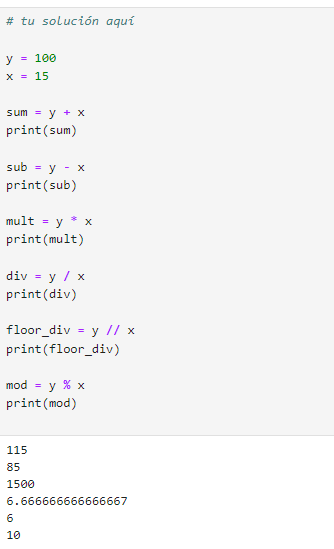 # tu solución aquí
y = 100
x = 15
sum = y + x
print(sum)
sub = y - x
print(sub)
mult = y * x
print(mult)
div = y / x
print(div)
floor_div = y // x
print(floor_div)
mod = y % x
print(mod)
115
85
1500
6.666666666666667
6
10